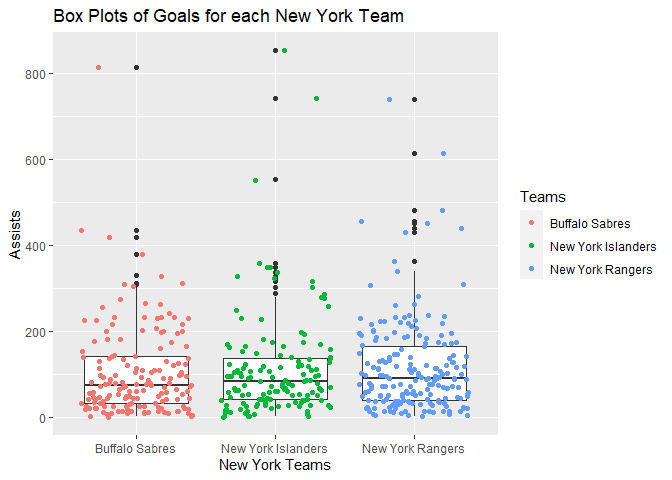 Box Plots of Goals for each New York Team
Assists
800
600
400
200
0
Buffalo Sabres New York Islanders New York Rangers
New York Teams
Teams
Buffalo Sabres
New York Islanders
New York Rangers